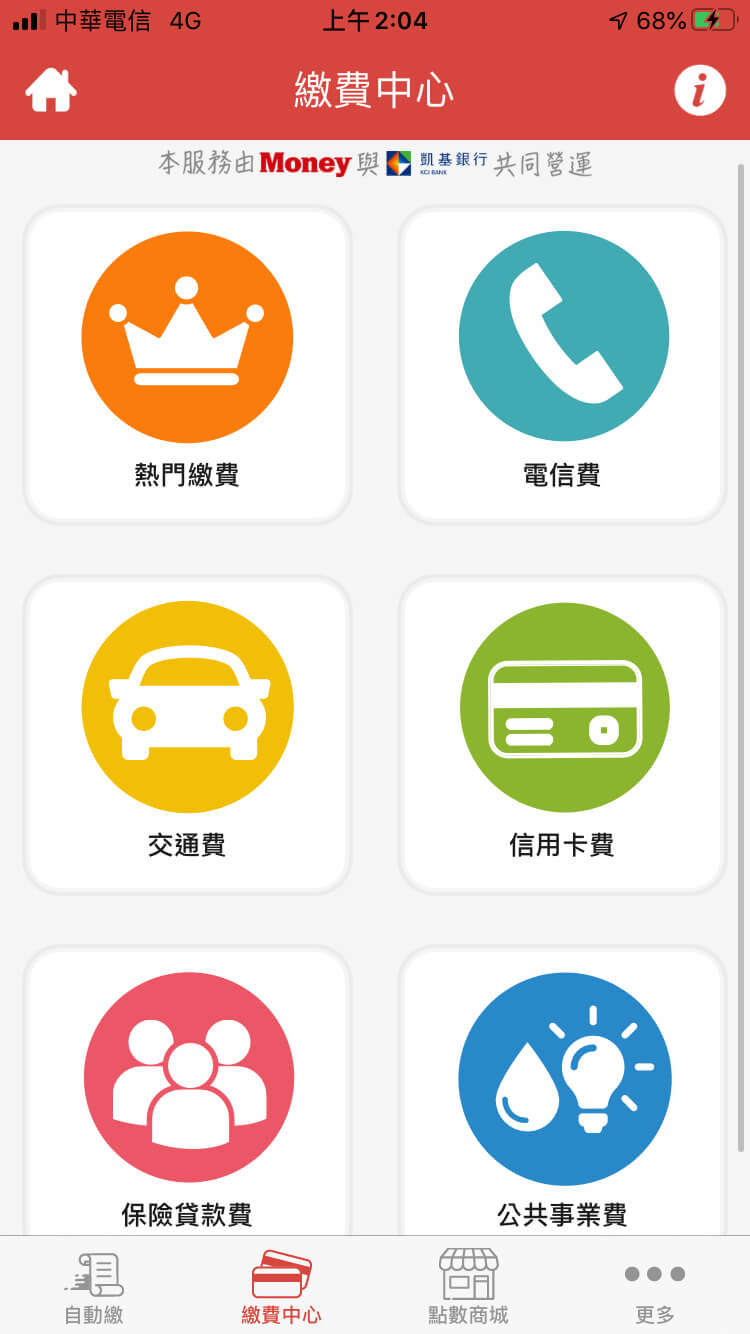 中華電信 4G 上午2:04 68%
繳費中心 i
本服務由Money與 凱基銀行 KGI BANK 共同營運
熱門繳費 電信費
交通費 信用卡費
保險貸款費 公共事業費
自動繳 繳費中心 點數商城 更多